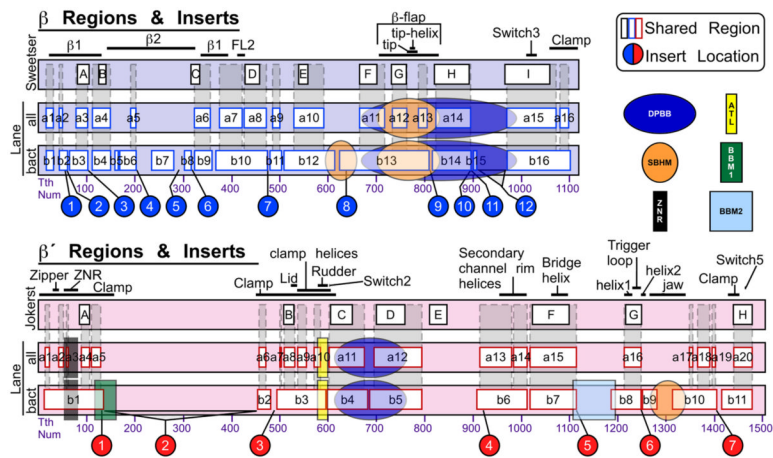 β Regions & Inserts
β1
β2
β1
FL2
β-flap
tip-helix
tip
Switch3
Clamp
Sweetser
A B C D E F G H I
Lane
all
a1 a2 a3 a4 a5 a6 a7 a8 a9 a10 a11 a12 a13 a14 a15 a16
bact
b1 b2 b3 b4 b5 b6 b7 b8 b9 b10 b11 b12 b13 b14 b15 b16
Tth
Num
100 200 300 400 500 600 700 800 900 1000 1100
1 2 3 4 5 6 7 8 9 10 11 12
Shared Region
Insert Location
DPBB
ATL
SBHM
BBM1
ZNR
BBM2
β´ Regions & Inserts
Zipper
ZNR
Clamp
Clamp
clamp helices
Lid
Rudder
Switch2
Secondary
channel rim
helices
Bridge
helix
Trigger
loop
helix1
helix2
jaw
Clamp
Switch5
Jokerst
A B C D E F G H
Lane
all
a1 a2 a3 a4 a5 a6 a7 a8 a9 a10 a11 a12 a13 a14 a15 a16 a17 a18 a19 a20
bact
b1 b2 b3 b4 b5 b6 b7 b8 b9 b10 b11
Tth
Num
100 200 300 400 500 600 700 800 900 1000 1100 1200 1300 1400 1500
1 2 3 4 5 6 7